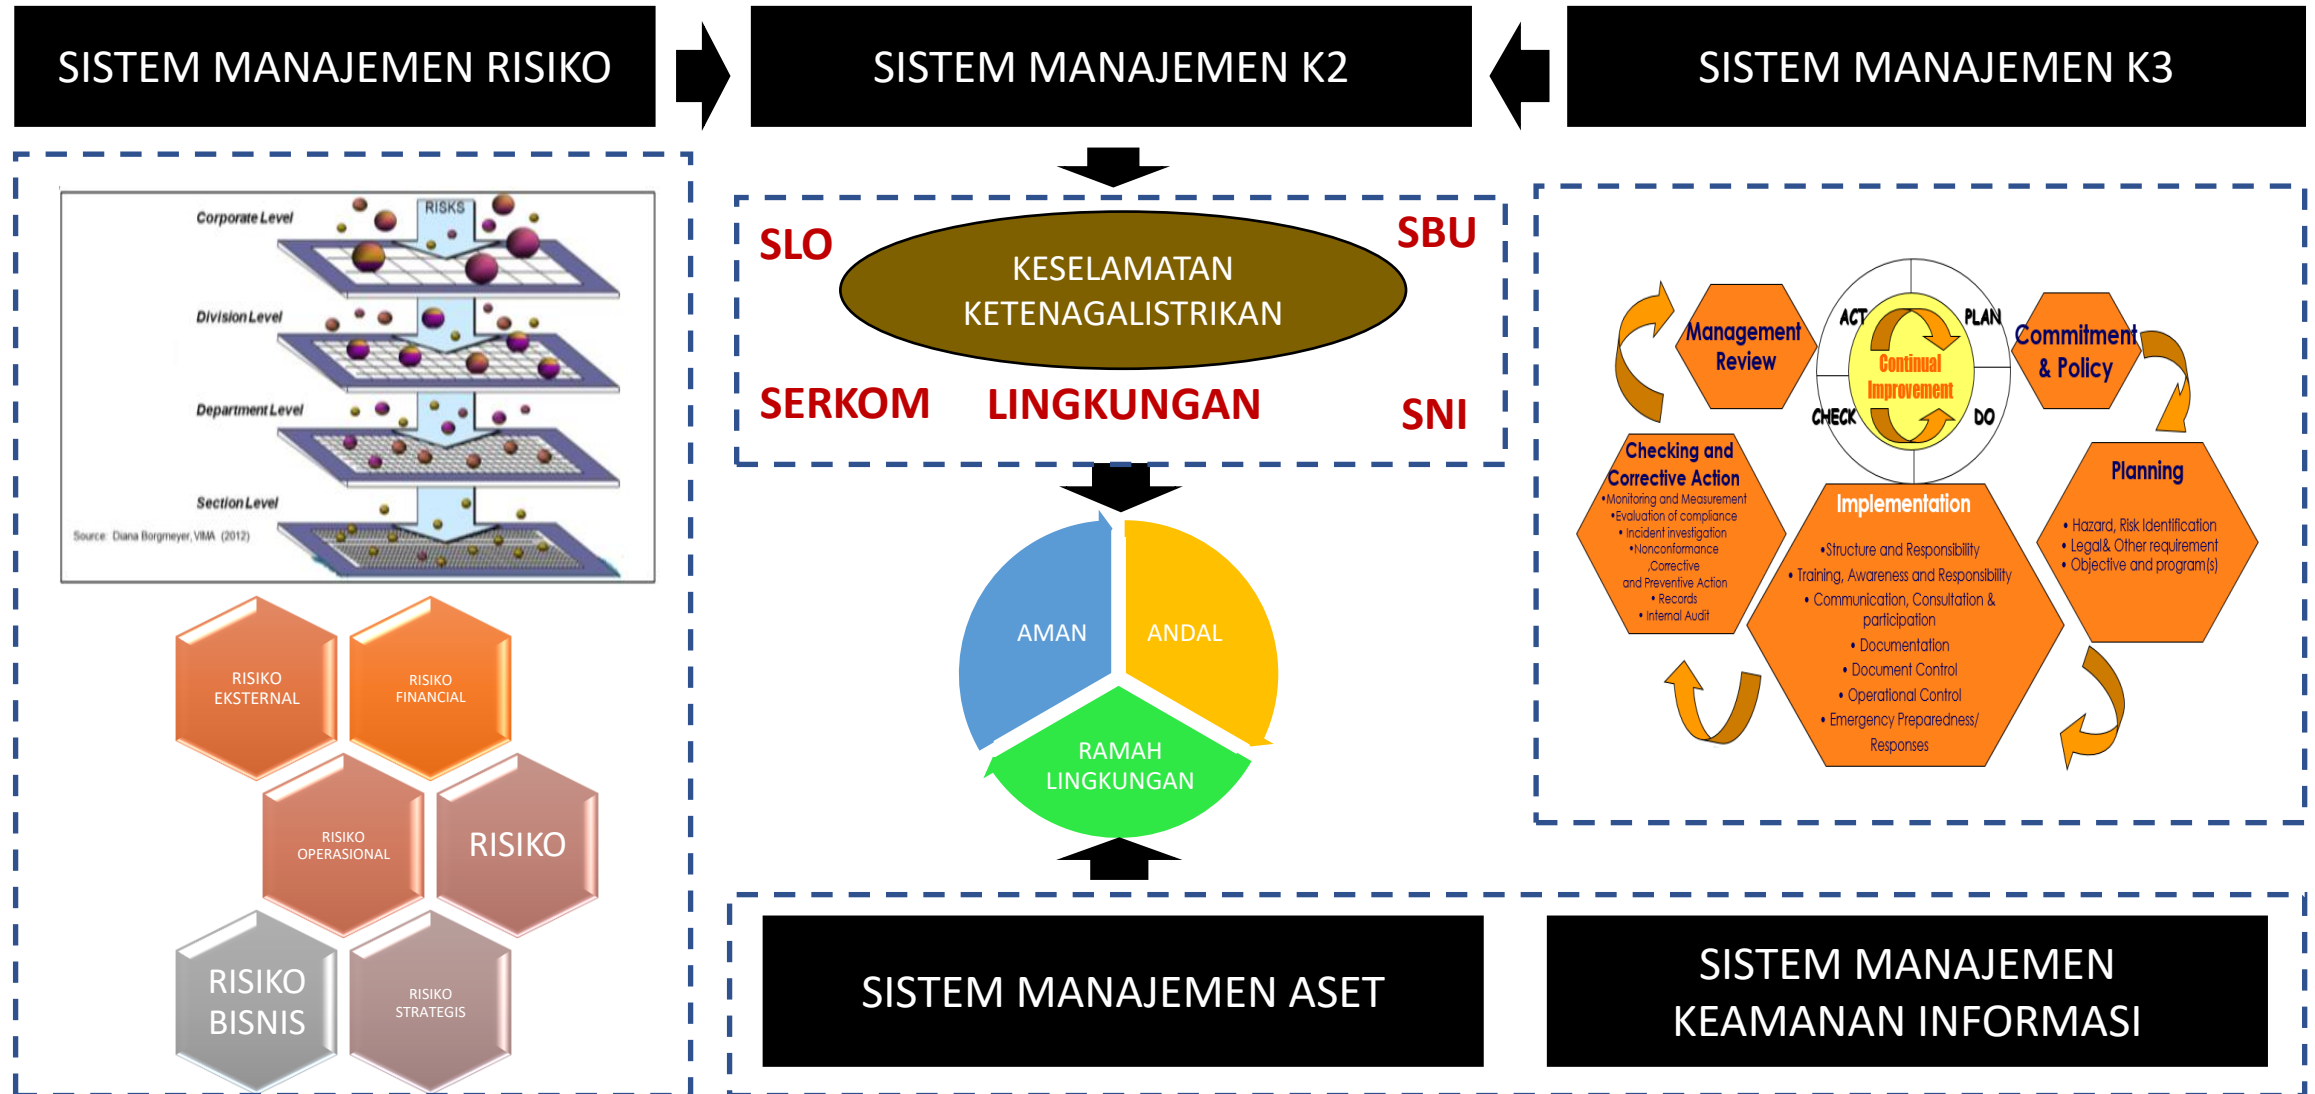 SISTEM MANAJEMEN RISIKO
SISTEM MANAJEMEN K2
SISTEM MANAJEMEN K3
RISKS
Corporate Level
Division Level
Department Level
Section Level
Source: Diana Borgmeyer, VIMA (2012)
RISIKO
EKSTERNAL
RISIKO
FINANCIAL
RISIKO
OPERASIONAL
RISIKO
RISIKO
BISNIS
RISIKO
STRATEGIS
SLO
SBU
KESELAMATAN
KETENAGALISTRIKAN
SERKOM
LINGKUNGAN
SNI
AMAN
ANDAL
RAMAH
LINGKUNGAN
Management
Review
ACT
PLAN
Continual
Improvement
CHECK
DO
Commitment
& Policy
Checking and
Corrective Action
•Monitoring and Measurement
•Evaluation of compliance
• Incident investigation
•Nonconformance
,Corrective
and Preventive Action
• Records
• Internal Audit
Implementation
•Structure and Responsibility
• Training, Awareness and Responsibility
• Communication, Consultation &
participation
• Documentation
• Document Control
• Operational Control
• Emergency Preparedness/
Responses
Planning
• Hazard, Risk Identification
• Legal& Other requirement
• Objective and program(s)
SISTEM MANAJEMEN ASET
SISTEM MANAJEMEN
KEAMANAN INFORMASI